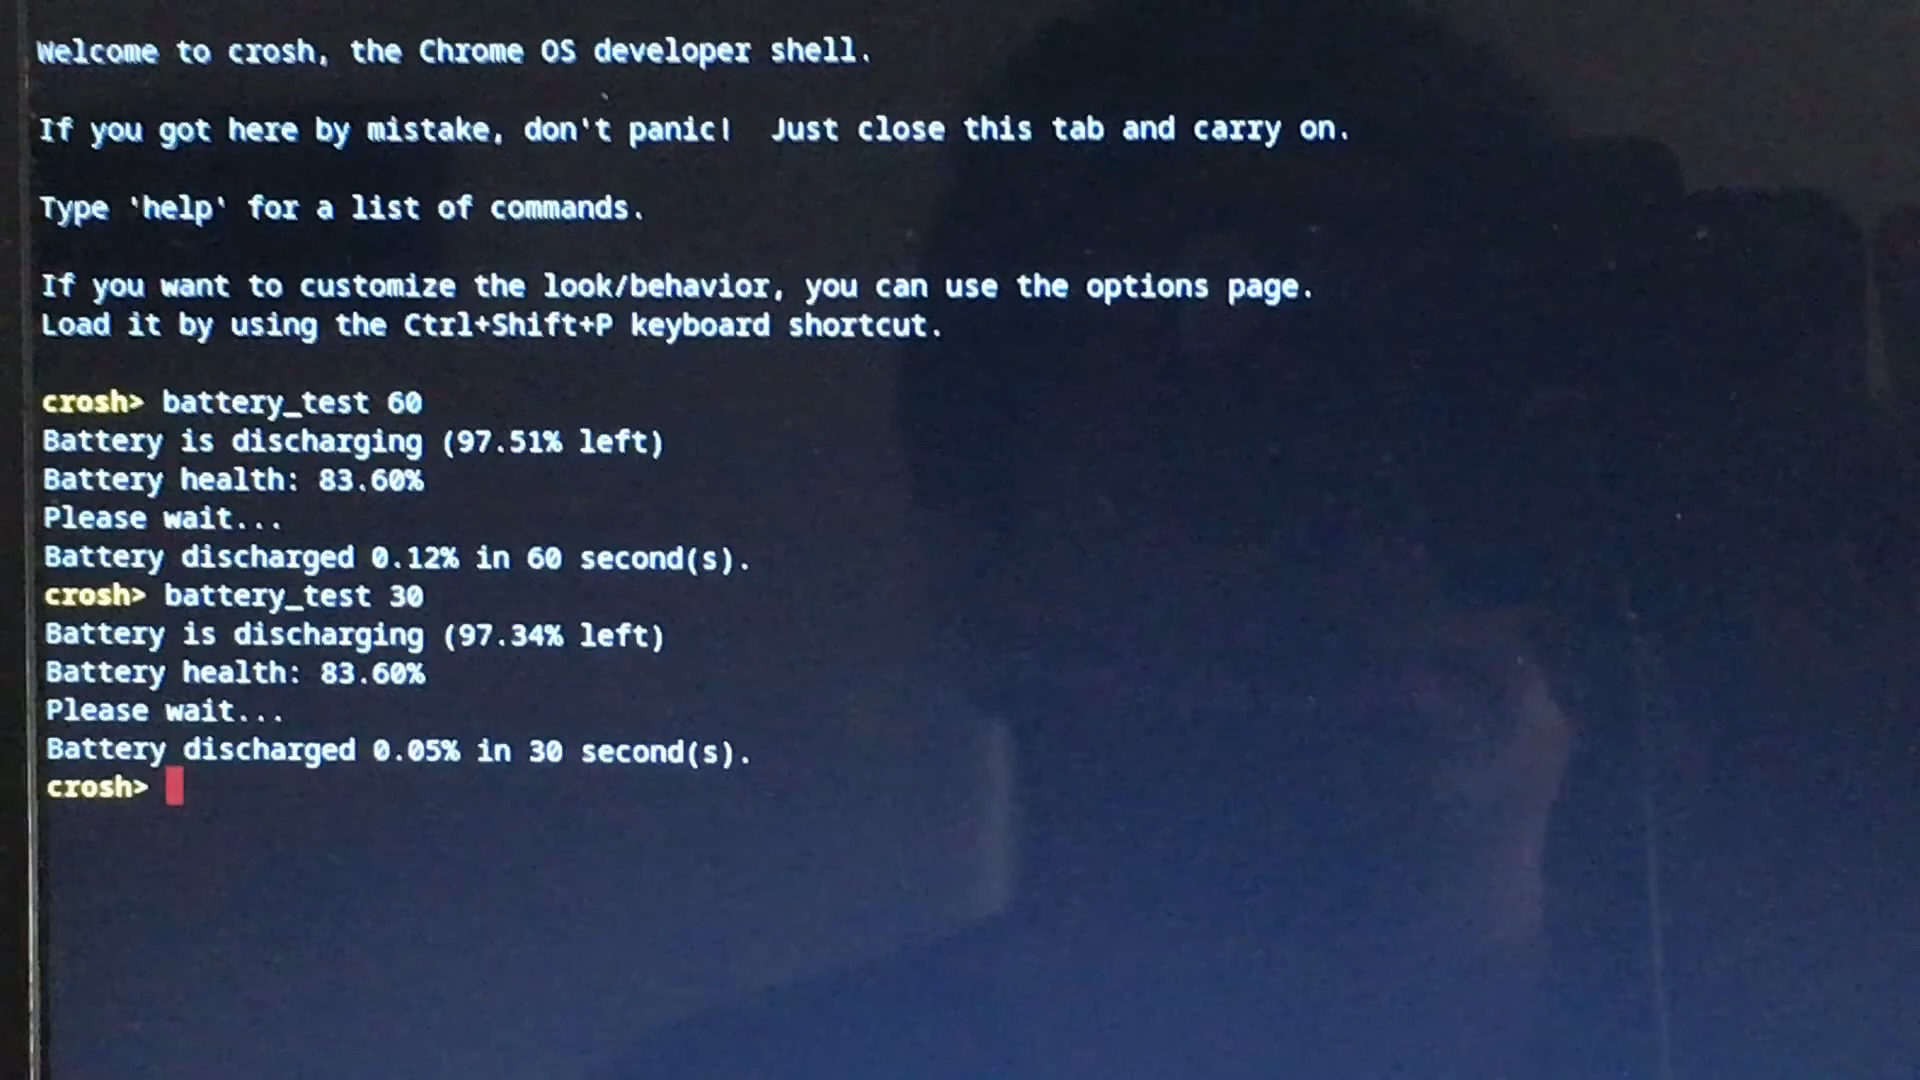 Welcome to crosh, the Chrome OS developer shell.
If you got here by mistake, don't panic!  Just close this tab and carry on.
Type 'help' for a list of commands.
If you want to customize the look/behavior, you can use the options page.
Load it by using the Ctrl+Shift+P keyboard shortcut.
crosh> battery_test 60
Battery is discharging (97.51% left)
Battery health: 83.60%
Please wait...
Battery discharged 0.12% in 60 second(s).
crosh> battery_test 30
Battery is discharging (97.34% left)
Battery health: 83.60%
Please wait...
Battery discharged 0.05% in 30 second(s).
crosh>